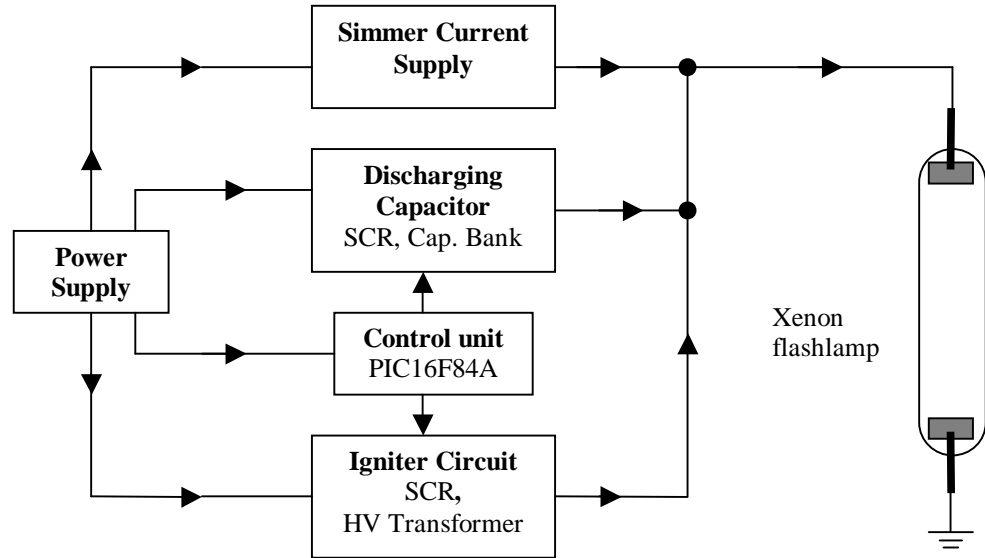 Simmer Current
Supply
Discharging
Capacitor
SCR, Cap. Bank
Power
Supply
Control unit
PIC16F84A
Xenon
flashlamp
Igniter Circuit
SCR,
HV Transformer